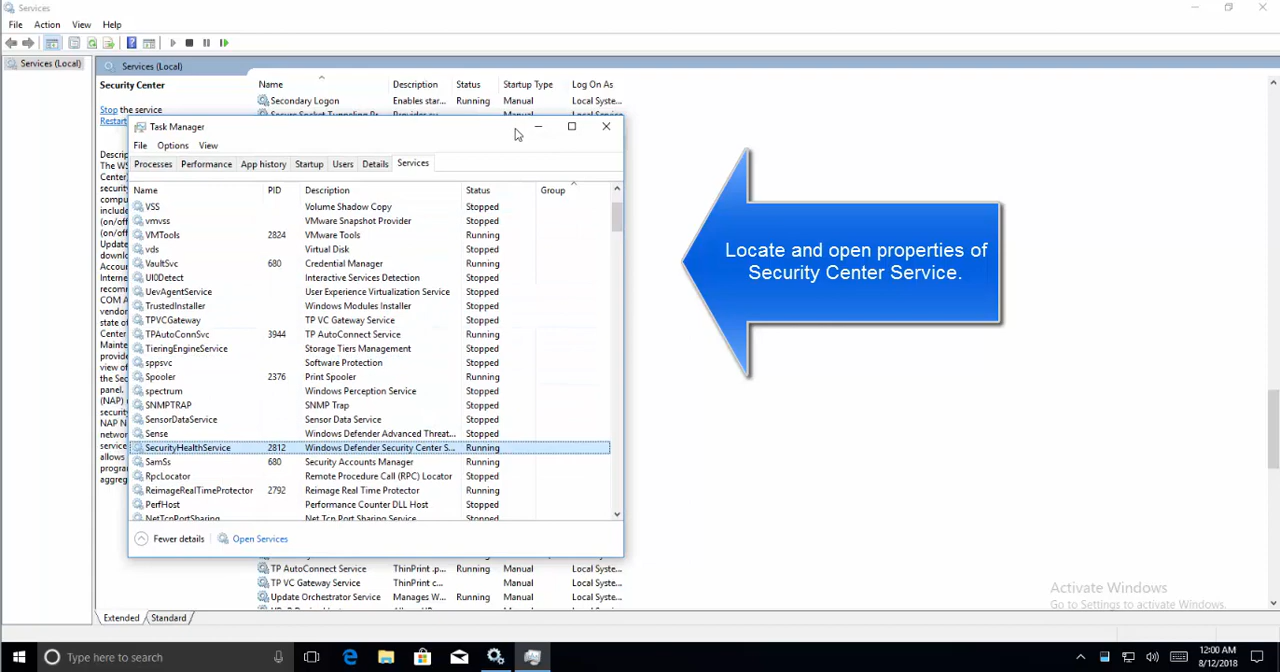 Services
File Action View Help
Services (Local)
Services (Local)
Security Center
Stop the service
Restart
Name Description Status Startup Type Log On As
Secondary Logon Enables star... Running Manual Local Syste...
Task Manager
File Options View
Processes Performance App history Startup Users Details Services
Name PID Description Status Group
VSS Volume Shadow Copy Stopped
vmvss VMware Snapshot Provider Stopped
VMTools 2824 VMware Tools Running
vds Virtual Disk Stopped
VaultSvc 680 Credential Manager Running
UI0Detect Interactive Services Detection Stopped
UevAgentService User Experience Virtualization Service Stopped
TrustedInstaller Windows Modules Installer Stopped
TPVCGateway TP VC Gateway Service Stopped
TPAutoConnSvc 3944 TP AutoConnect Service Running
TieringEngineService Storage Tiers Management Stopped
sppsvc Software Protection Stopped
Spooler 2376 Print Spooler Running
spectrum Windows Perception Service Stopped
SNMPTRAP SNMP Trap Stopped
SensorDataService Sensor Data Service Stopped
Sense Windows Defender Advanced Threat... Stopped
SecurityHealthService 2812 Windows Defender Security Center S... Running
SamSs 680 Security Accounts Manager Running
RpcLocator Remote Procedure Call (RPC) Locator Stopped
ReimageRealTimeProtector 2792 Reimage Real Time Protector Running
PerfHost Performance Counter DLL Host Stopped
NetTcpPortSharing Net.Tcp Port Sharing Service Stopped
Fewer details Open Services
Locate and open properties of
Security Center Service.
TP AutoConnect Service ThinPrint .p... Running Manual Local Syste...
TP VC Gateway Service ThinPrint c... Manual Local Syste...
Update Orchestrator Service Manages W... Running Manual Local Syste...
Extended Standard
Activate Windows
Go to Settings to activate Windows.
Type here to search
12:00 AM
8/12/2018